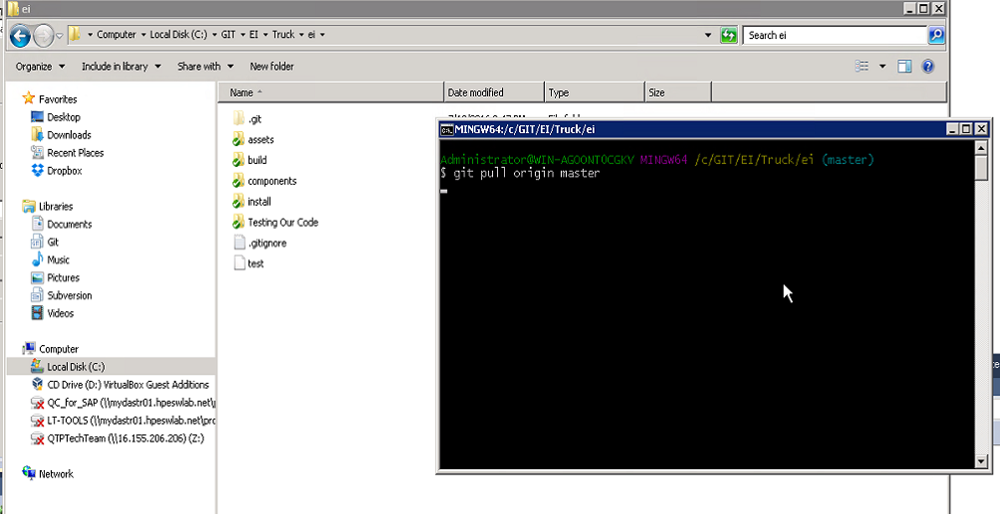 ei
Computer Local Disk (C:) GIT EI Truck ei
Search ei
Organize Include in library Share with New folder
Name Date modified Type Size
Favorites
Desktop
Downloads
Recent Places
Dropbox
Libraries
Documents
Git
Music
Pictures
Subversion
Videos
Computer
Local Disk (C:)
CD Drive (D:) VirtualBox Guest Additions
QC_for_SAP (\\mydastr01.hpeswlab.net\
LT-TOOLS (\\mydastr01.hpeswlab.net\pro
QTPTechTeam (\\16.155.206.206) (Z:)
Network
.git
assets
build
components
install
Testing Our Code
.gitignore
test
MINGW64:/c/GIT/EI/Truck/ei
Administrator@WIN-AGOONT0CGKV MINGW64 /c/GIT/EI/Truck/ei (master)
$ git pull origin master